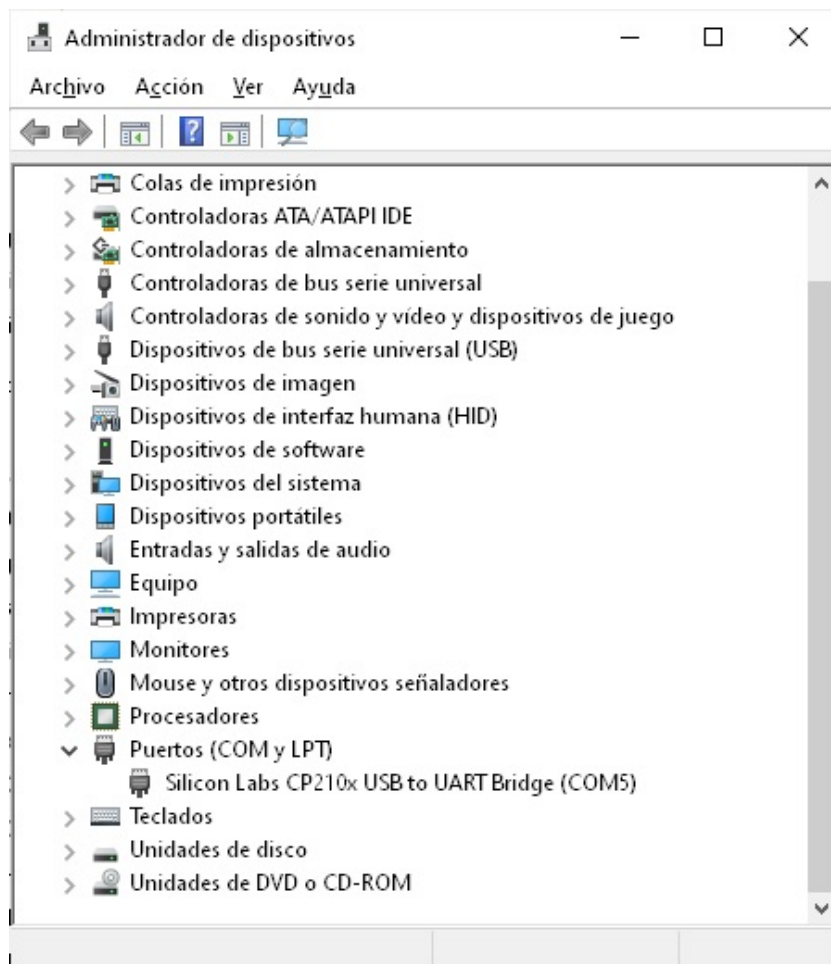 Administrador de dispositivos
Archivo Acción Ver Ayuda
Colas de impresión
Controladoras ATA/ATAPI IDE
Controladoras de almacenamiento
Controladoras de bus serie universal
Controladoras de sonido y vídeo y dispositivos de juego
Dispositivos de bus serie universal (USB)
Dispositivos de imagen
Dispositivos de interfaz humana (HID)
Dispositivos de software
Dispositivos del sistema
Dispositivos portátiles
Entradas y salidas de audio
Equipo
Impresoras
Monitores
Mouse y otros dispositivos señaladores
Procesadores
Puertos (COM y LPT)
Silicon Labs CP210x USB to UART Bridge (COM5)
Teclados
Unidades de disco
Unidades de DVD o CD-ROM